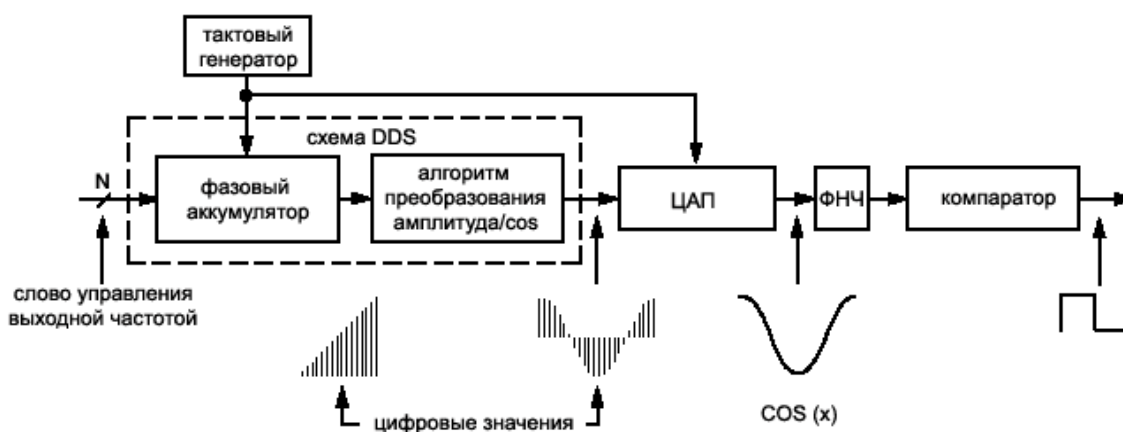 тактовый
генератор
схема DDS
N
фазовый
аккумулятор
алгоритм
преобразования
амплитуда/cos
ЦАП
ФНЧ
компаратор
слово управления
выходной частотой
COS (x)
цифровые значения